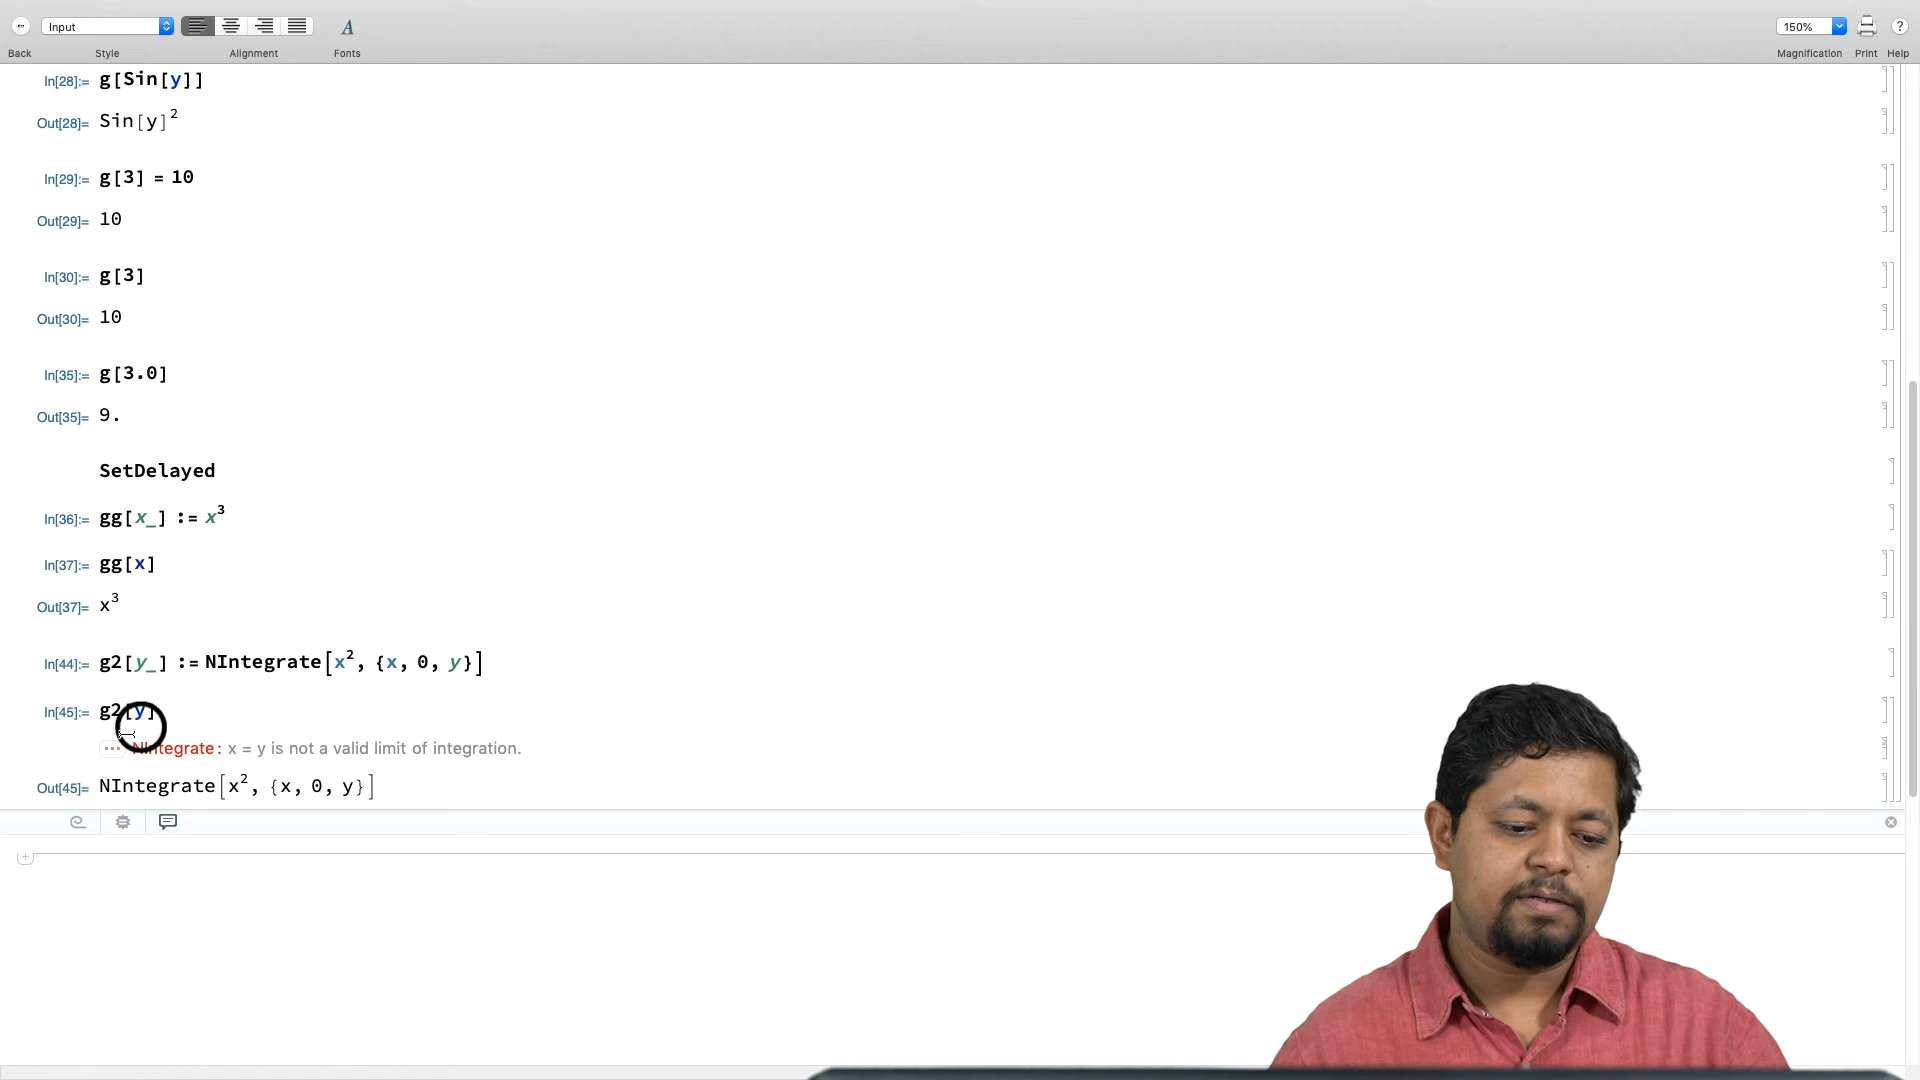 Input
150%
Back Style Alignment Fonts Magnification Print Help
In[28]:= g[Sin[y]]
Out[28]= Sin[y]²
In[29]:= g[3] = 10
Out[29]= 10
In[30]:= g[3]
Out[30]= 10
In[35]:= g[3.0]
Out[35]= 9.
SetDelayed
In[36]:= gg[x_] := x³
In[37]:= gg[x]
Out[37]= x³
In[44]:= g2[y_] := NIntegrate[x², {x, 0, y}]
In[45]:= g2[y]
NIntegrate: x = y is not a valid limit of integration.
Out[45]= NIntegrate[x², {x, 0, y}]